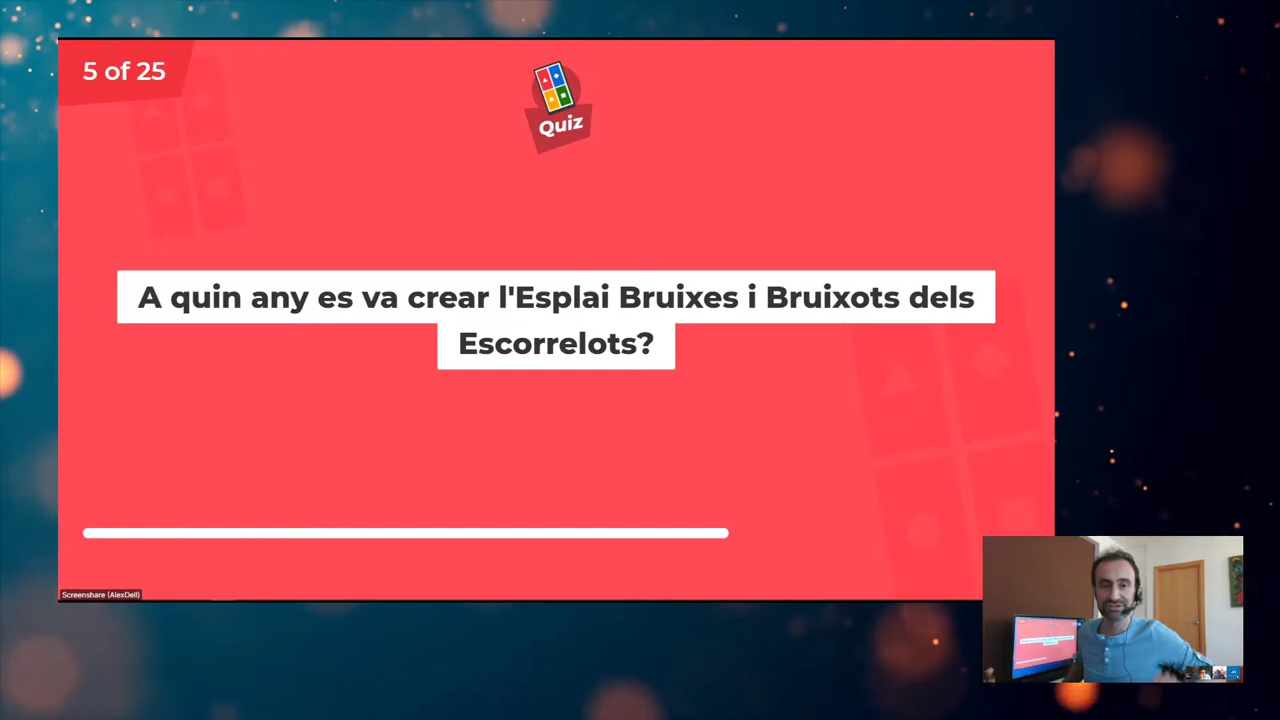 5 of 25
Quiz
A quin any es va crear l'Esplai Bruixes i Bruixots dels
Escorrelots?
Screenshare (AlexDell)